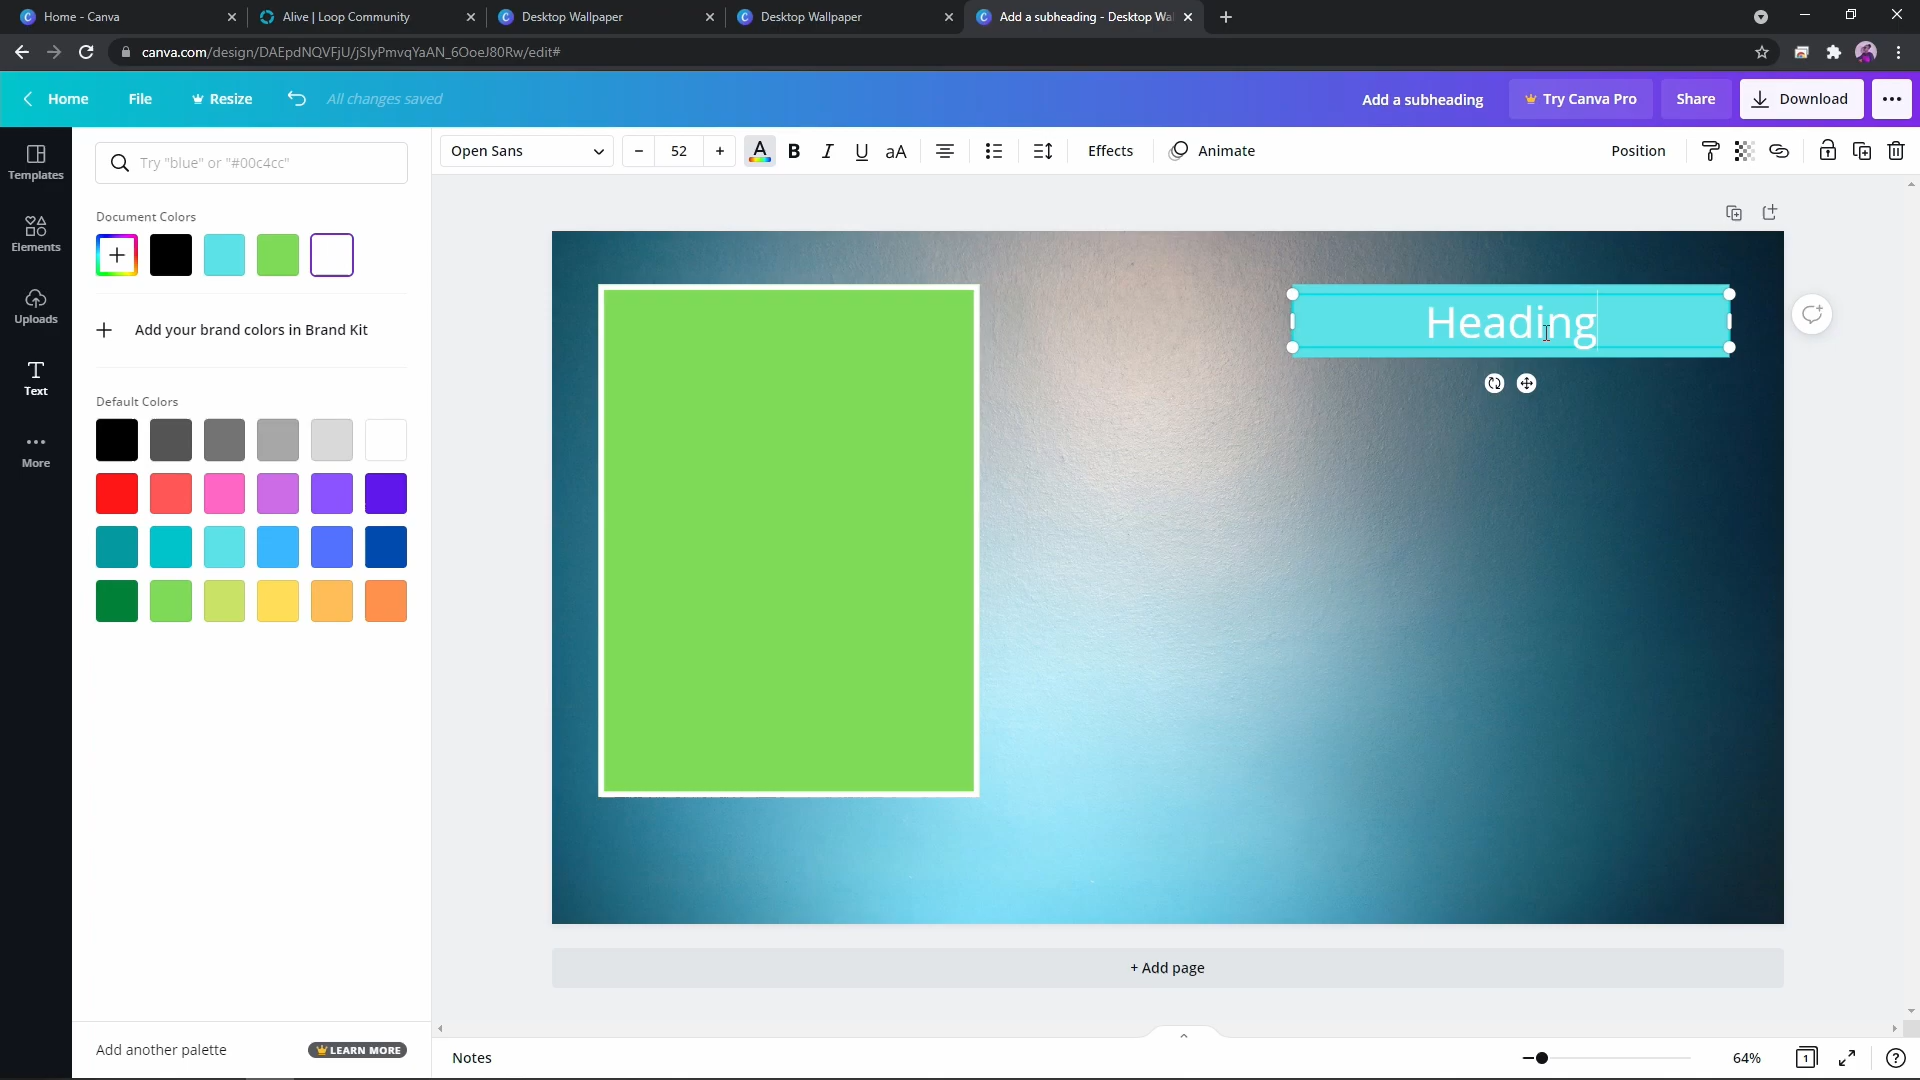 Home - Canva
Alive | Loop Community
Desktop Wallpaper
Desktop Wallpaper
Add a subheading - Desktop Wa
canva.com/design/DAEpdNQVFjU/jSlyPmvqYaAN_6OoeJ80Rw/edit#
Home File Resize All changes saved
Add a subheading Try Canva Pro Share Download
Templates
Elements
Uploads
Text
More
Try "blue" or "#00c4cc"
Document Colors
Add your brand colors in Brand Kit
Default Colors
Add another palette LEARN MORE
Open Sans 52 A B I U aA Effects Animate Position
Heading
+ Add page
Notes 64% 1 ?